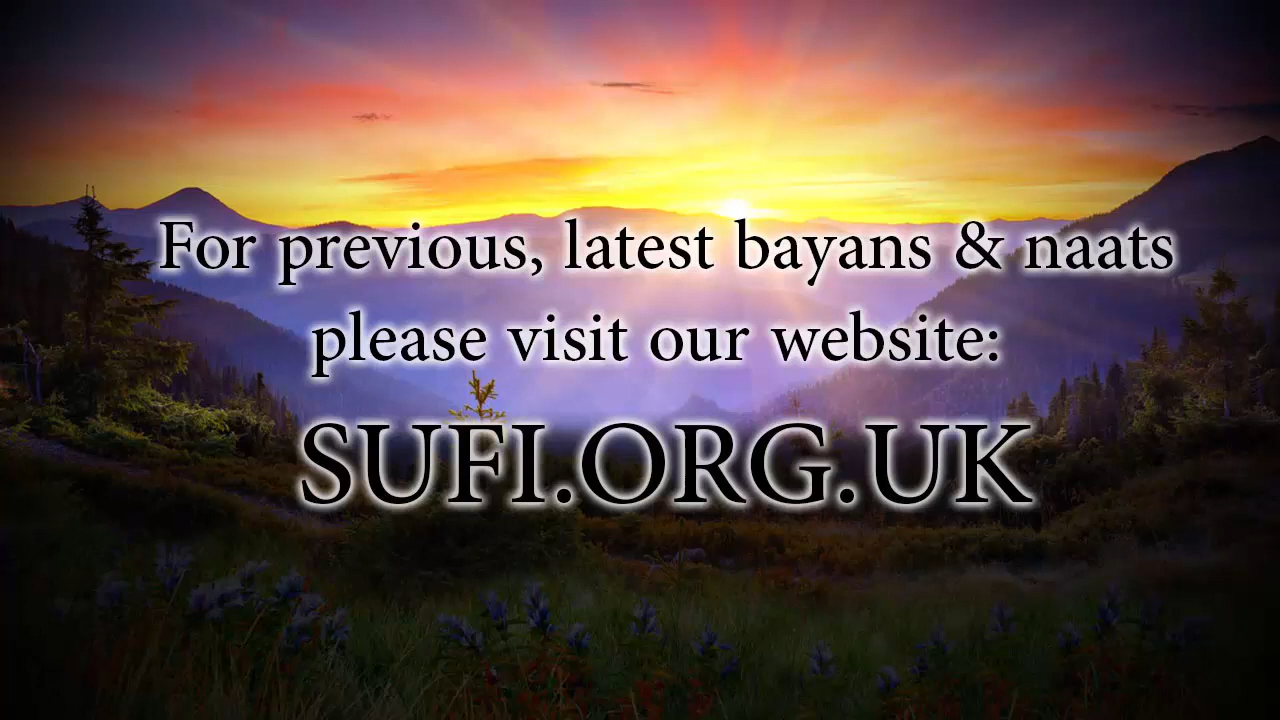 For previous, latest bayans & naats
please visit our website:
SUFI.ORG.UK